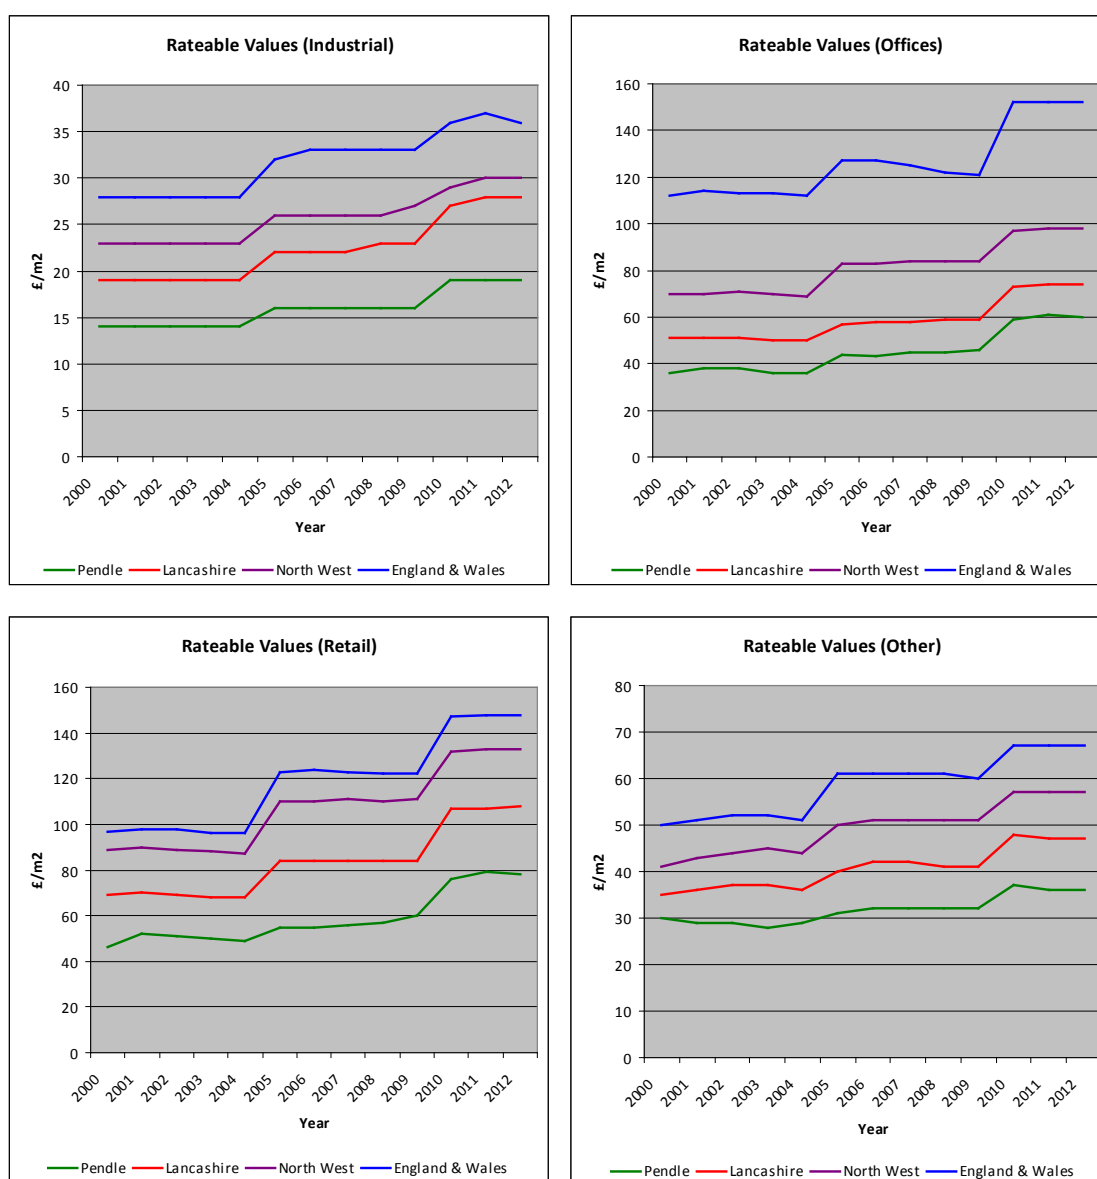 Rateable Values (Industrial)
40
35
30
25
20
15
10
5
0
£/m2
2000 2001 2002 2003 2004 2005 2006 2007 2008 2009 2010 2011 2012
Year
Pendle Lancashire North West England & Wales
Rateable Values (Offices)
160
140
120
100
80
60
40
20
0
£/m2
2000 2001 2002 2003 2004 2005 2006 2007 2008 2009 2010 2011 2012
Year
Pendle Lancashire North West England & Wales
Rateable Values (Retail)
160
140
120
100
80
60
40
20
0
£/m2
2000 2001 2002 2003 2004 2005 2006 2007 2008 2009 2010 2011 2012
Year
Pendle Lancashire North West England & Wales
Rateable Values (Other)
80
70
60
50
40
30
20
10
0
£/m2
2000 2001 2002 2003 2004 2005 2006 2007 2008 2009 2010 2011 2012
Year
Pendle Lancashire North West England & Wales